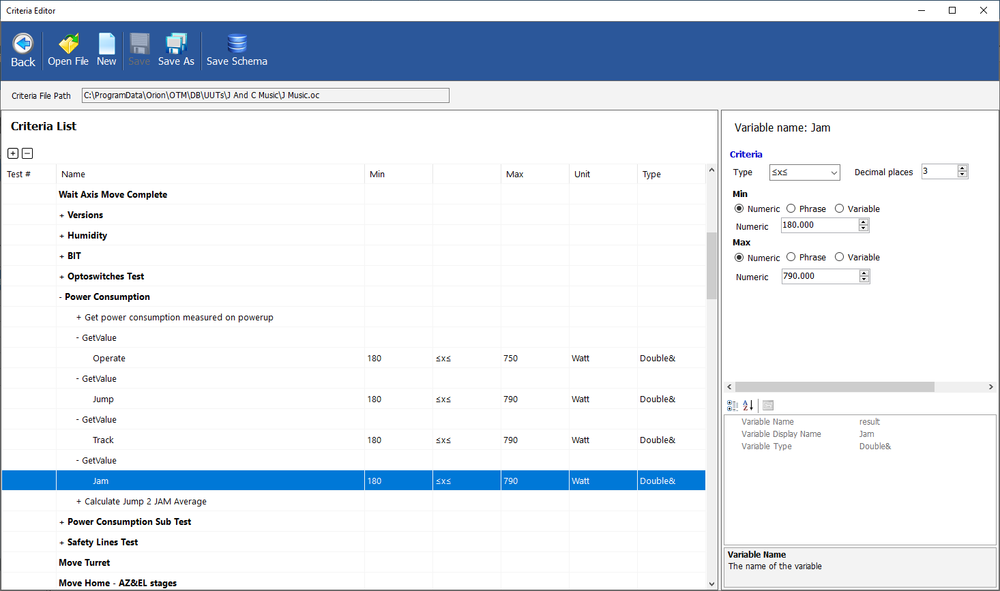 Criteria Editor
Back Open File New Save Save As Save Schema
Criteria File Path C:\ProgramData\Orion\OTM\DB\UUTs\J And C Music\J Music.oc
Criteria List
Test # Name Min Max Unit Type
Wait Axis Move Complete
+ Versions
+ Humidity
+ BIT
+ Optoswitches Test
- Power Consumption
+ Get power consumption measured on powerup
- GetValue
Operate 180 ≤x≤ 750 Watt Double&
- GetValue
Jump 180 ≤x≤ 790 Watt Double&
- GetValue
Track 180 ≤x≤ 790 Watt Double&
- GetValue
Jam 180 ≤x≤ 790 Watt Double&
+ Calculate Jump 2 JAM Average
+ Power Consumption Sub Test
+ Safety Lines Test
Move Turret
Move Home - AZ&EL stages
Variable name: Jam
Criteria
Type ≤x≤ Decimal places 3
Min
Numeric Phrase Variable
Numeric 180.000
Max
Numeric Phrase Variable
Numeric 790.000
Variable Name result
Variable Display Name Jam
Variable Type Double&
Variable Name
The name of the variable